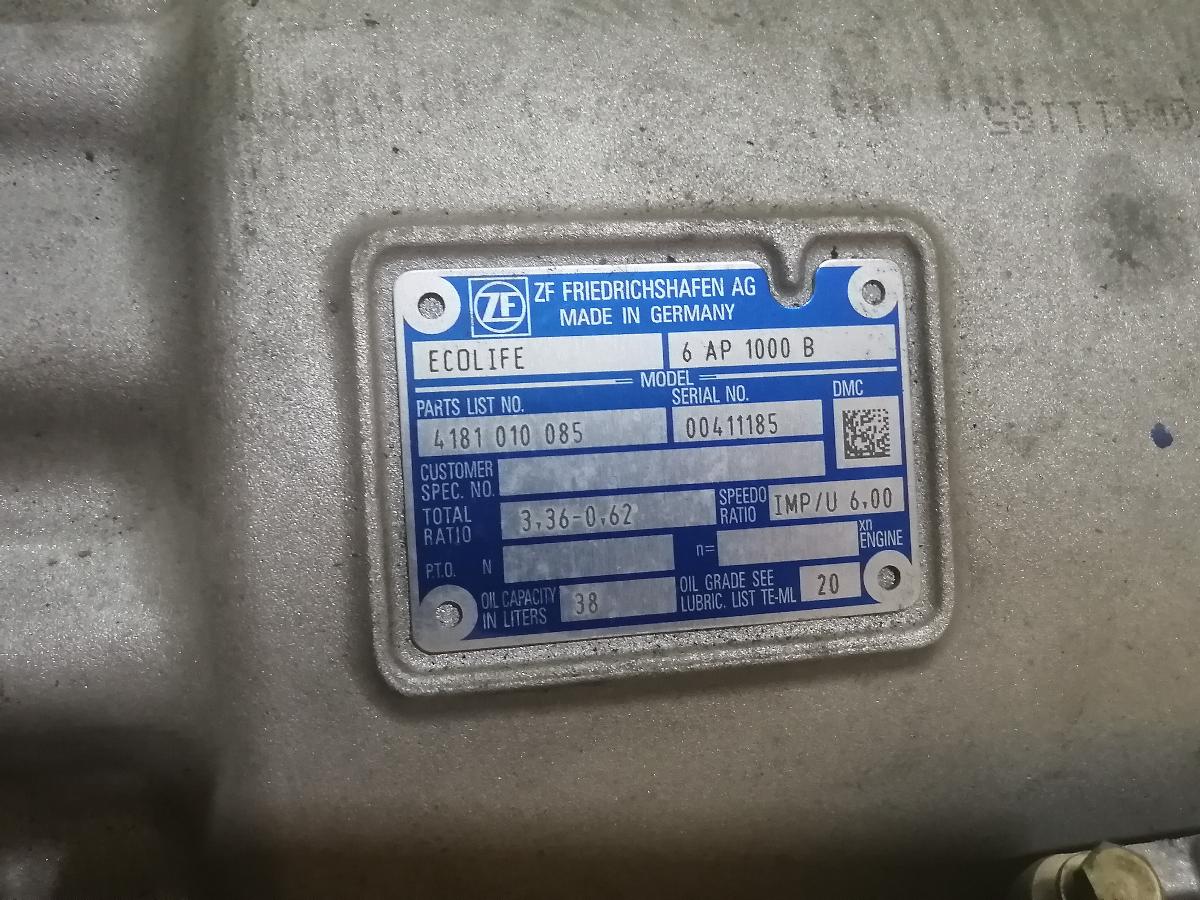 00411185
ZF
ZF FRIEDRICHSHAFEN AG
MADE IN GERMANY
ECOLIFE 6 AP 1000 B
MODEL
PARTS LIST NO. SERIAL NO. DMC
4181 010 085 00411185
CUSTOMER
SPEC. NO.
TOTAL
RATIO 3,36-0,62 SPEEDO
RATIO IMP/U 6,00
P.T.O. N n= xn
ENGINE
OIL CAPACITY
IN LITERS 38 OIL GRADE SEE
LUBRIC. LIST TE-ML 20